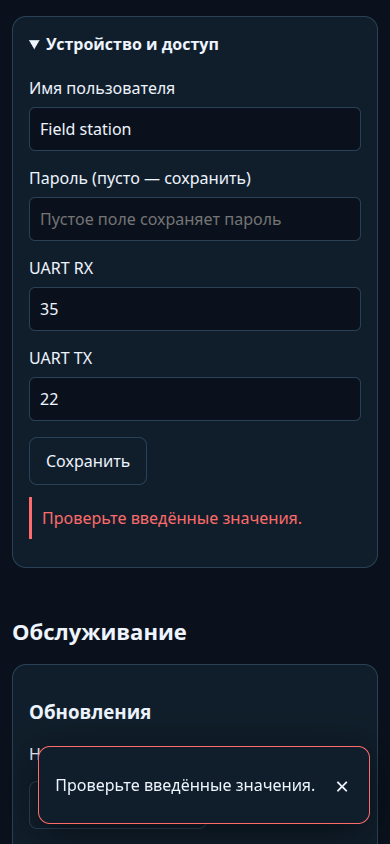 ▼ Устройство и доступ
Имя пользователя
Field station
Пароль (пусто — сохранить)
Пустое поле сохраняет пароль
UART RX
35
UART TX
22
Сохранить
Проверьте введённые значения.
Обслуживание
Обновления
Проверьте введённые значения. ×